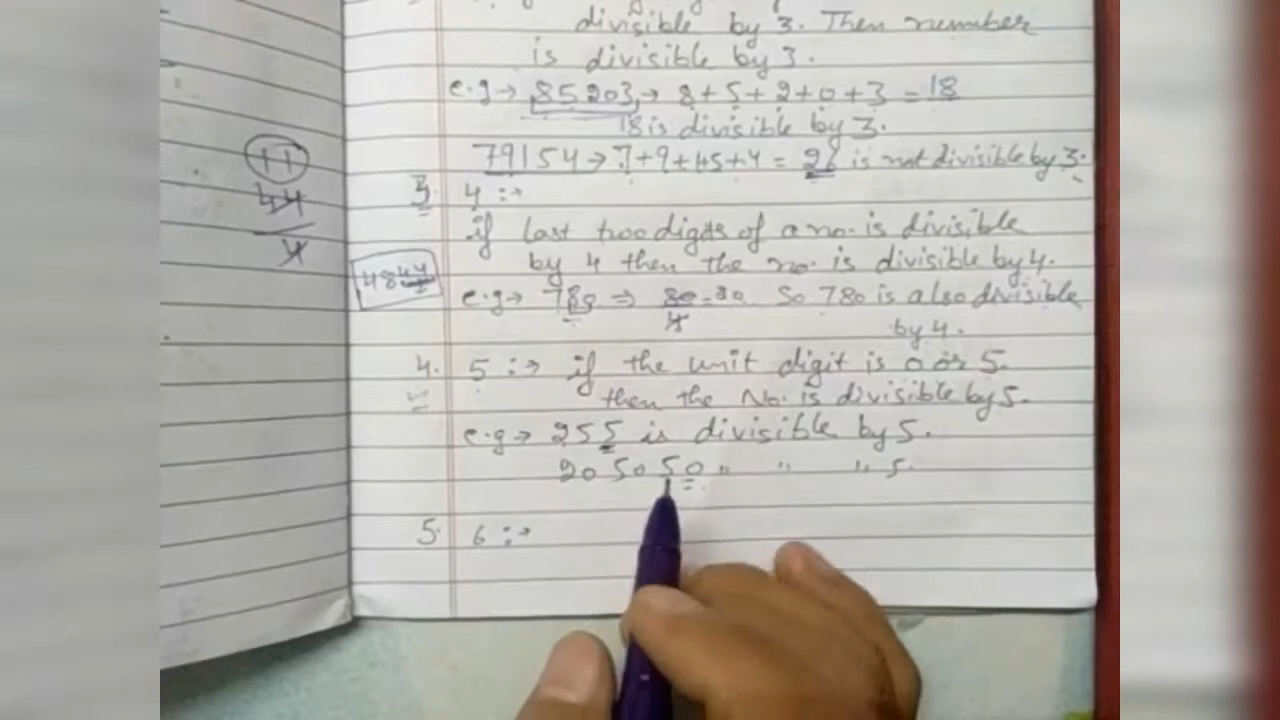 divisible by 3. Then number
is divisible by 3.
e.g → 85203, → 8+5+2+0+3 = 18
18 is divisible by 3.
79154 → 7+9+1+5+4 = 26 is not divisible by 3.
3. 4 :→
if last two digits of a no. is divisible
by 4 then the no. is divisible by 4.
e.g → 780 ⇒ 80 = 20 So 780 is also divisible
4
by 4.
4. 5 :→ if the unit digit is 0 or 5.
then the No. is divisible by 5.
e.g → 255 is divisible by 5.
205050 " " " 5.
5. 6 :→
11
44
4
4844